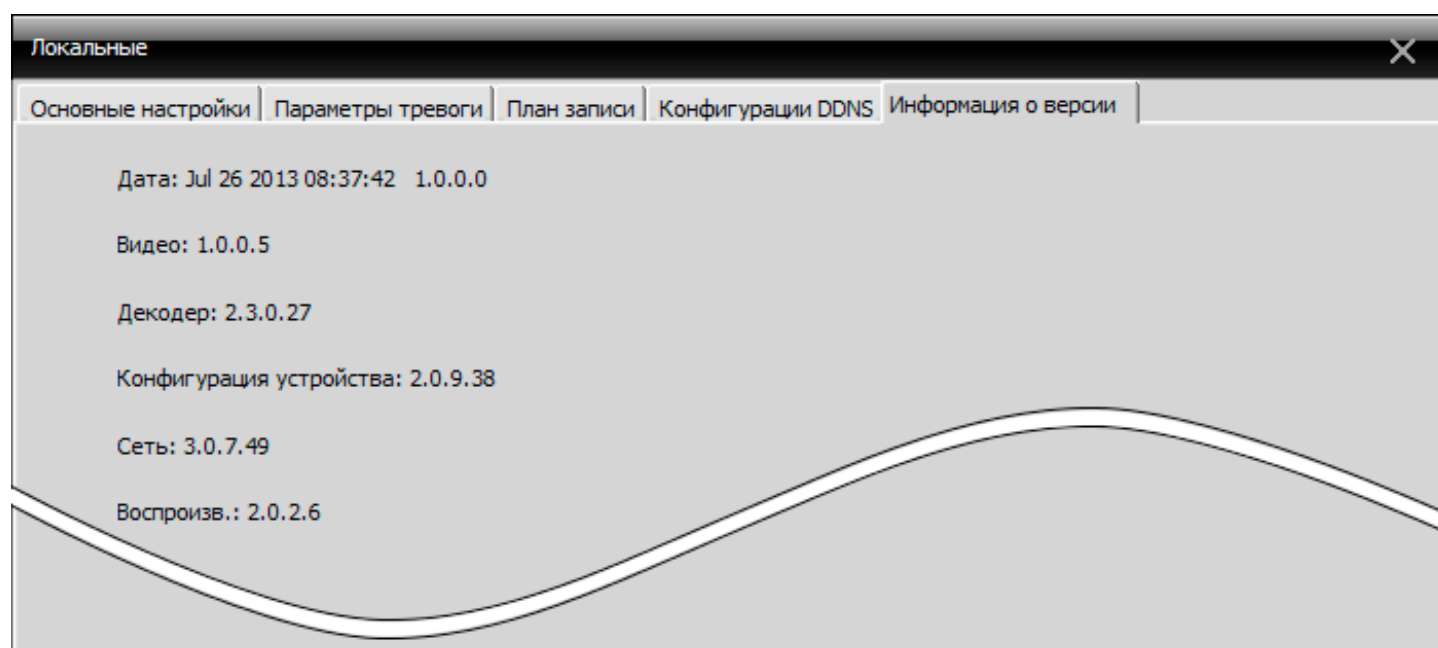 Локальные
Основные настройки Параметры тревоги План записи Конфигурации DDNS Информация о версии
Дата: Jul 26 2013 08:37:42 1.0.0.0
Видео: 1.0.0.5
Декодер: 2.3.0.27
Конфигурация устройства: 2.0.9.38
Сеть: 3.0.7.49
Воспроизв.: 2.0.2.6